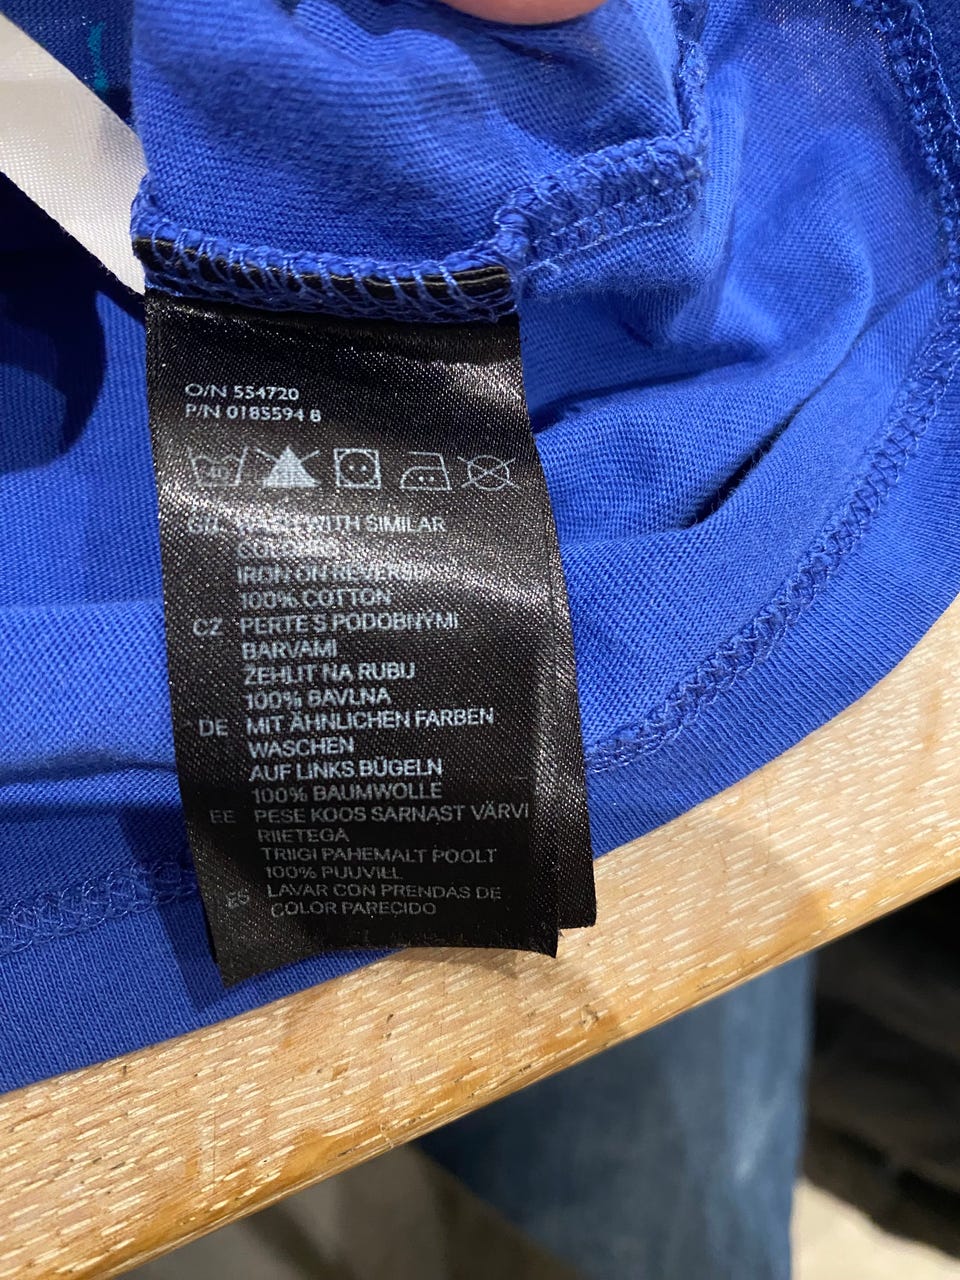 O/N 554720
P/N 0185594 8
GB WASH WITH SIMILAR
COLOURS
IRON ON REVERSE
100% COTTON
CZ PERTE S PODOBNÝMI
BARVAMI
ŽEHLIT NA RUBU
100% BAVLNA
DE MIT ÄHNLICHEN FARBEN
WASCHEN
AUF LINKS BÜGELN
100% BAUMWOLLE
EE PESE KOOS SARNAST VÄRVI
RIIETEGA
TRIIGI PAHEMALT POOLT
100% PUUVILL
ES LAVAR CON PRENDAS DE
COLOR PARECIDO